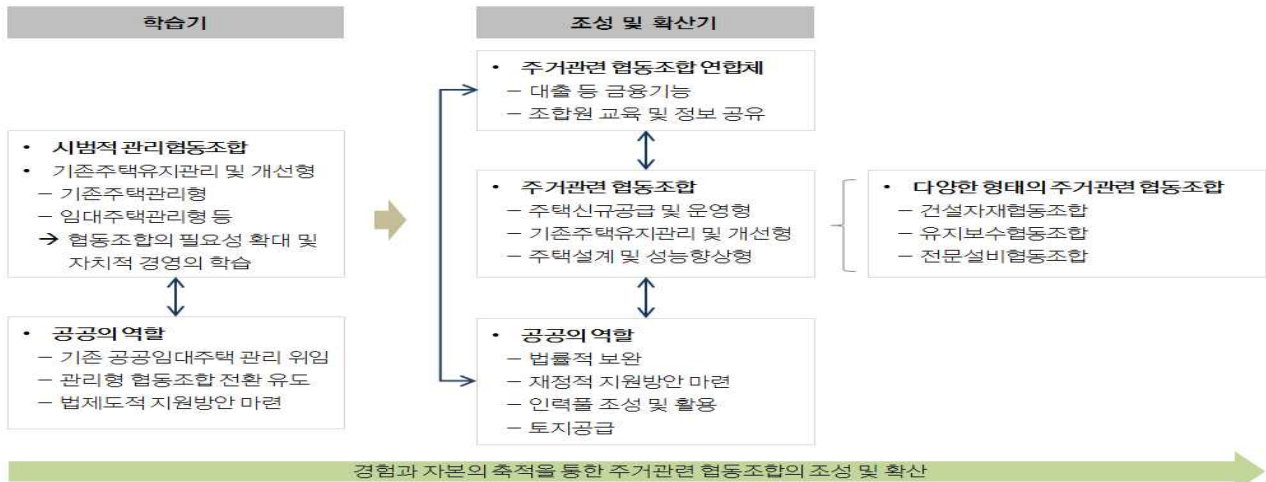 학습기
• 시범적 관리협동조합
• 기존주택유지관리 및 개선형
– 기존주택관리형
– 임대주택관리형 등
→ 협동조합의 필요성 확대 및
자치적 경영의 학습
• 공공의 역할
– 기존 공공임대주택 관리 위임
– 관리형 협동조합 전환 유도
– 법제도적 지원방안 마련
조성 및 확산기
• 주거관련 협동조합 연합체
– 대출 등 금융기능
– 조합원 교육 및 정보 공유
• 주거관련 협동조합
– 주택신규공급 및 운영형
– 기존주택유지관리 및 개선형
– 주택설계 및 성능향상형
• 공공의 역할
– 법률적 보완
– 재정적 지원방안 마련
– 인력풀 조성 및 활용
– 토지공급
• 다양한 형태의 주거관련 협동조합
– 건설자재협동조합
– 유지보수협동조합
– 전문설비협동조합
경험과 자본의 축적을 통한 주거관련 협동조합의 조성 및 확산